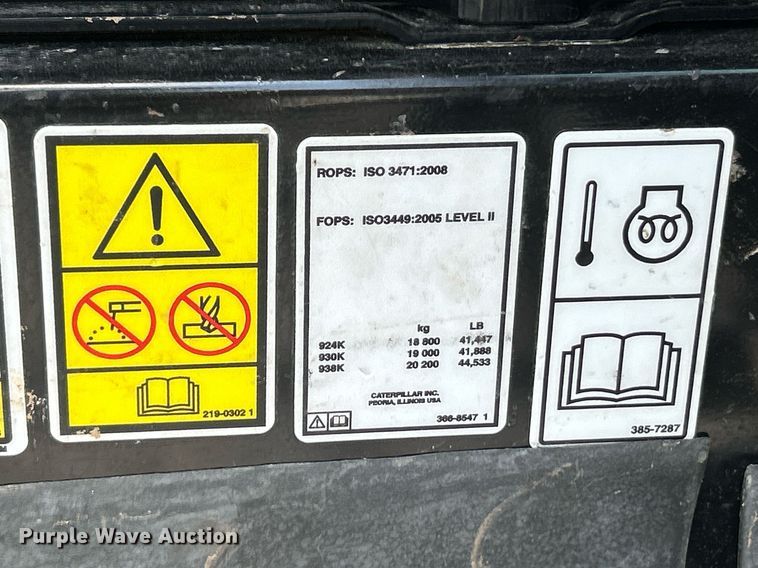 219-0302 1
ROPS: ISO 3471:2008
FOPS: ISO3449:2005 LEVEL II
kg LB
924K 18 800 41,447
930K 19 000 41,888
938K 20 200 44,533
CATERPILLAR INC.
PEORIA, ILLINOIS USA
366-8547 1
385-7287
Purple Wave Auction